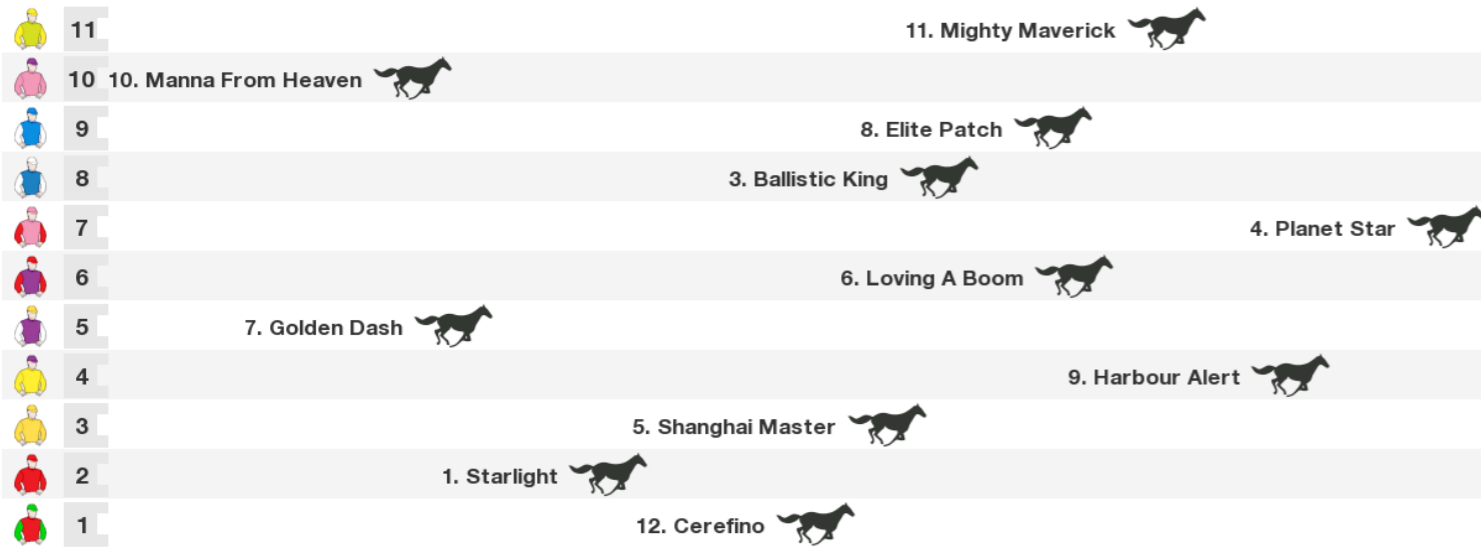 11 11. Mighty Maverick
10 10. Manna From Heaven
9 8. Elite Patch
8 3. Ballistic King
7 4. Planet Star
6 6. Loving A Boom
5 7. Golden Dash
4 9. Harbour Alert
3 5. Shanghai Master
2 1. Starlight
1 12. Cerefino